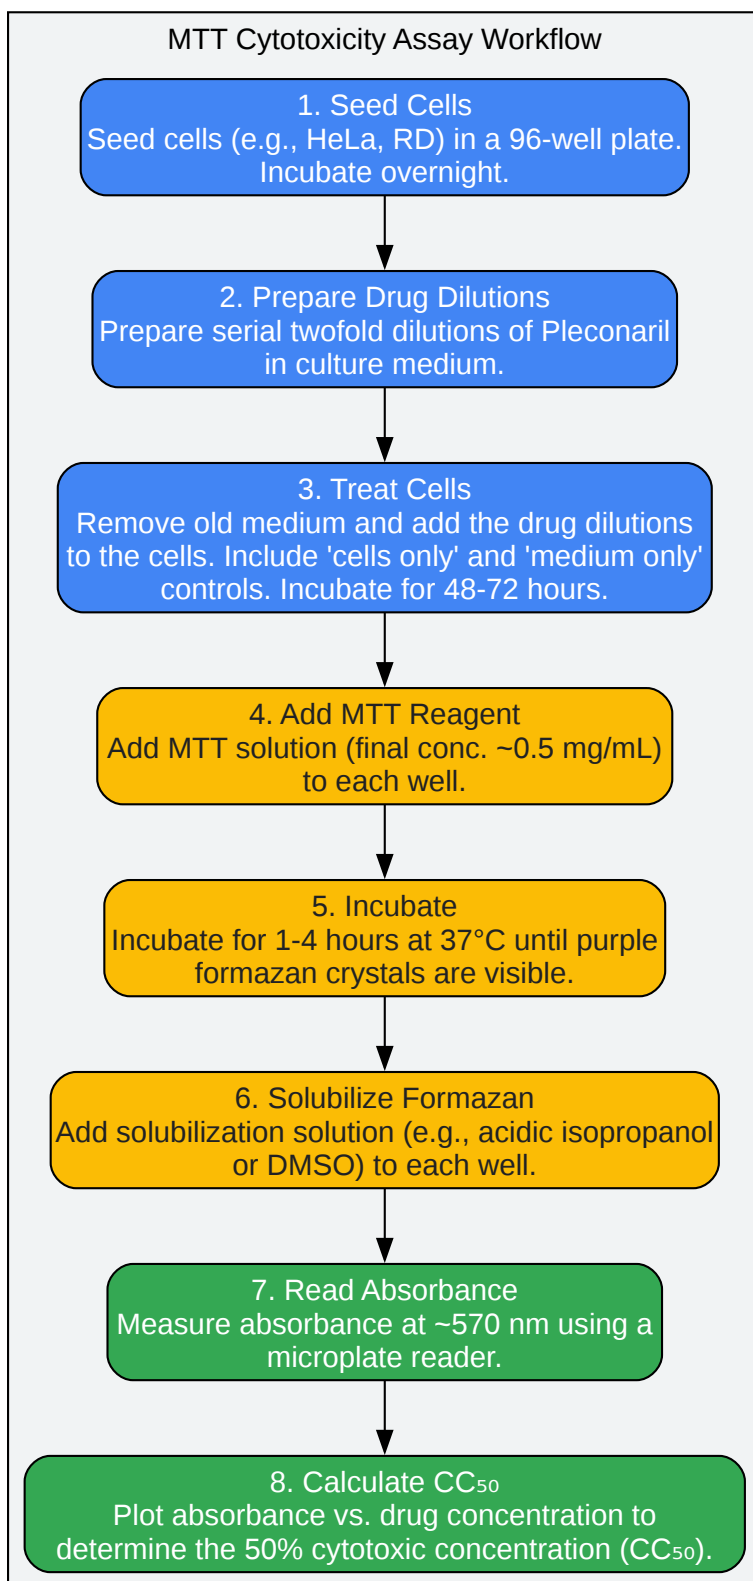 MTT Cytotoxicity Assay Workflow
1. Seed Cells
Seed cells (e.g., HeLa, RD) in a 96-well plate.
Incubate overnight.
2. Prepare Drug Dilutions
Prepare serial twofold dilutions of Pleconaril
in culture medium.
3. Treat Cells
Remove old medium and add the drug dilutions
to the cells. Include 'cells only' and 'medium only'
controls. Incubate for 48-72 hours.
4. Add MTT Reagent
Add MTT solution (final conc. ~0.5 mg/mL)
to each well.
5. Incubate
Incubate for 1-4 hours at 37°C until purple
formazan crystals are visible.
6. Solubilize Formazan
Add solubilization solution (e.g., acidic isopropanol
or DMSO) to each well.
7. Read Absorbance
Measure absorbance at ~570 nm using a
microplate reader.
8. Calculate CC₅₀
Plot absorbance vs. drug concentration to
determine the 50% cytotoxic concentration (CC₅₀).